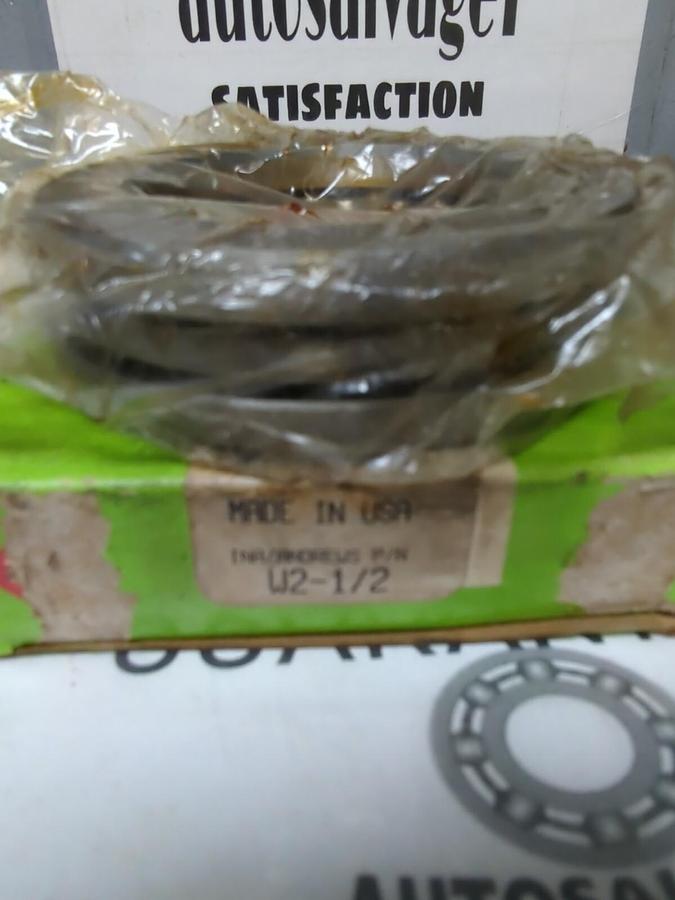 autosalvager
SATISFACTION
MADE IN USA
INA/ANDREWS P/N
W2-1/2